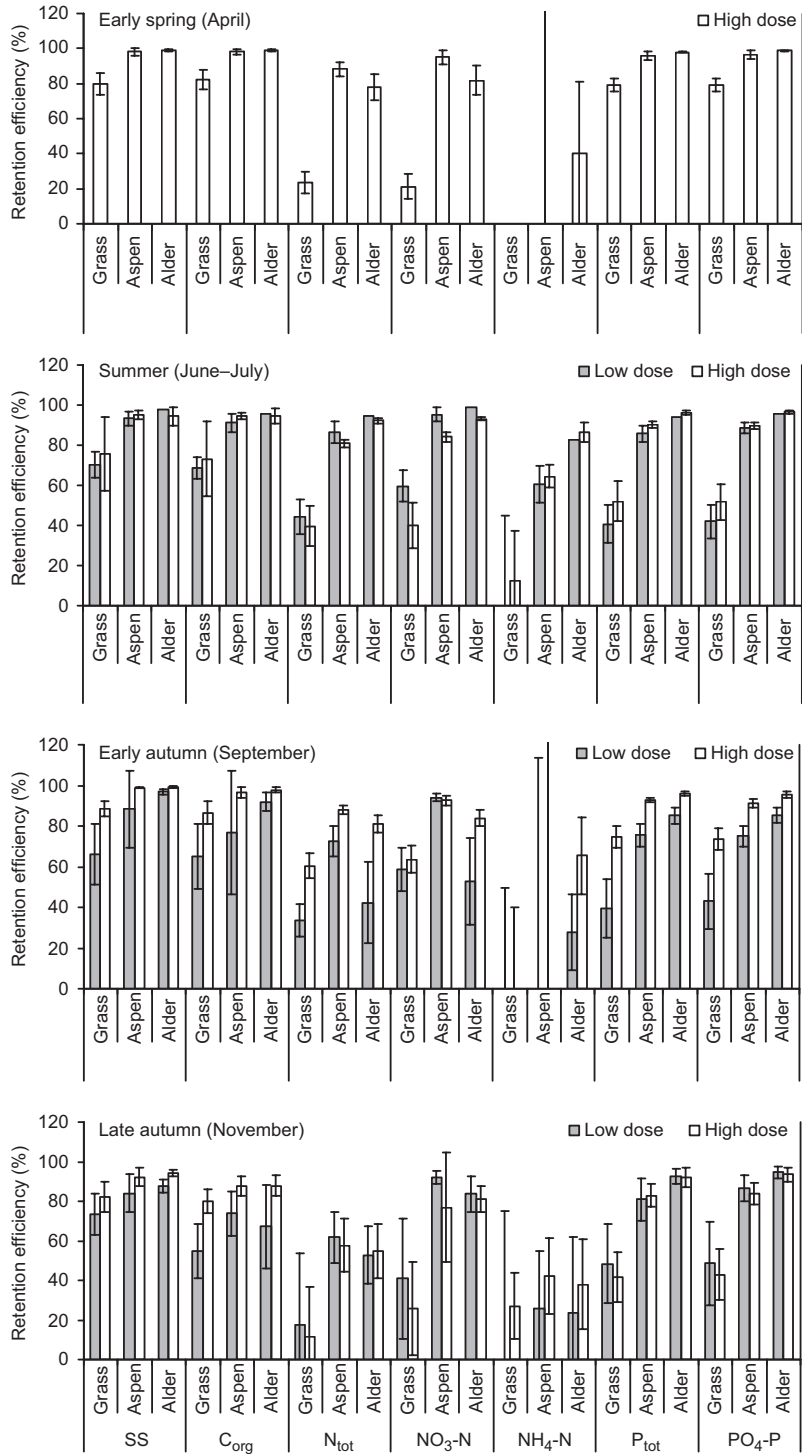 Early spring (April)
High dose
Retention efficiency (%)
120
100
80
60
40
20
0
Grass Aspen Alder Grass Aspen Alder Grass Aspen Alder Grass Aspen Alder Grass Aspen Alder Grass Aspen Alder Grass Aspen Alder
Summer (June–July)
Low dose High dose
Retention efficiency (%)
120
100
80
60
40
20
0
Grass Aspen Alder Grass Aspen Alder Grass Aspen Alder Grass Aspen Alder Grass Aspen Alder Grass Aspen Alder Grass Aspen Alder
Early autumn (September)
Low dose High dose
Retention efficiency (%)
120
100
80
60
40
20
0
Grass Aspen Alder Grass Aspen Alder Grass Aspen Alder Grass Aspen Alder Grass Aspen Alder Grass Aspen Alder Grass Aspen Alder
Late autumn (November)
Low dose High dose
Retention efficiency (%)
120
100
80
60
40
20
0
Grass Aspen Alder Grass Aspen Alder Grass Aspen Alder Grass Aspen Alder Grass Aspen Alder Grass Aspen Alder Grass Aspen Alder
SS C_org N_tot NO₃-N NH₄-N P_tot PO₄-P